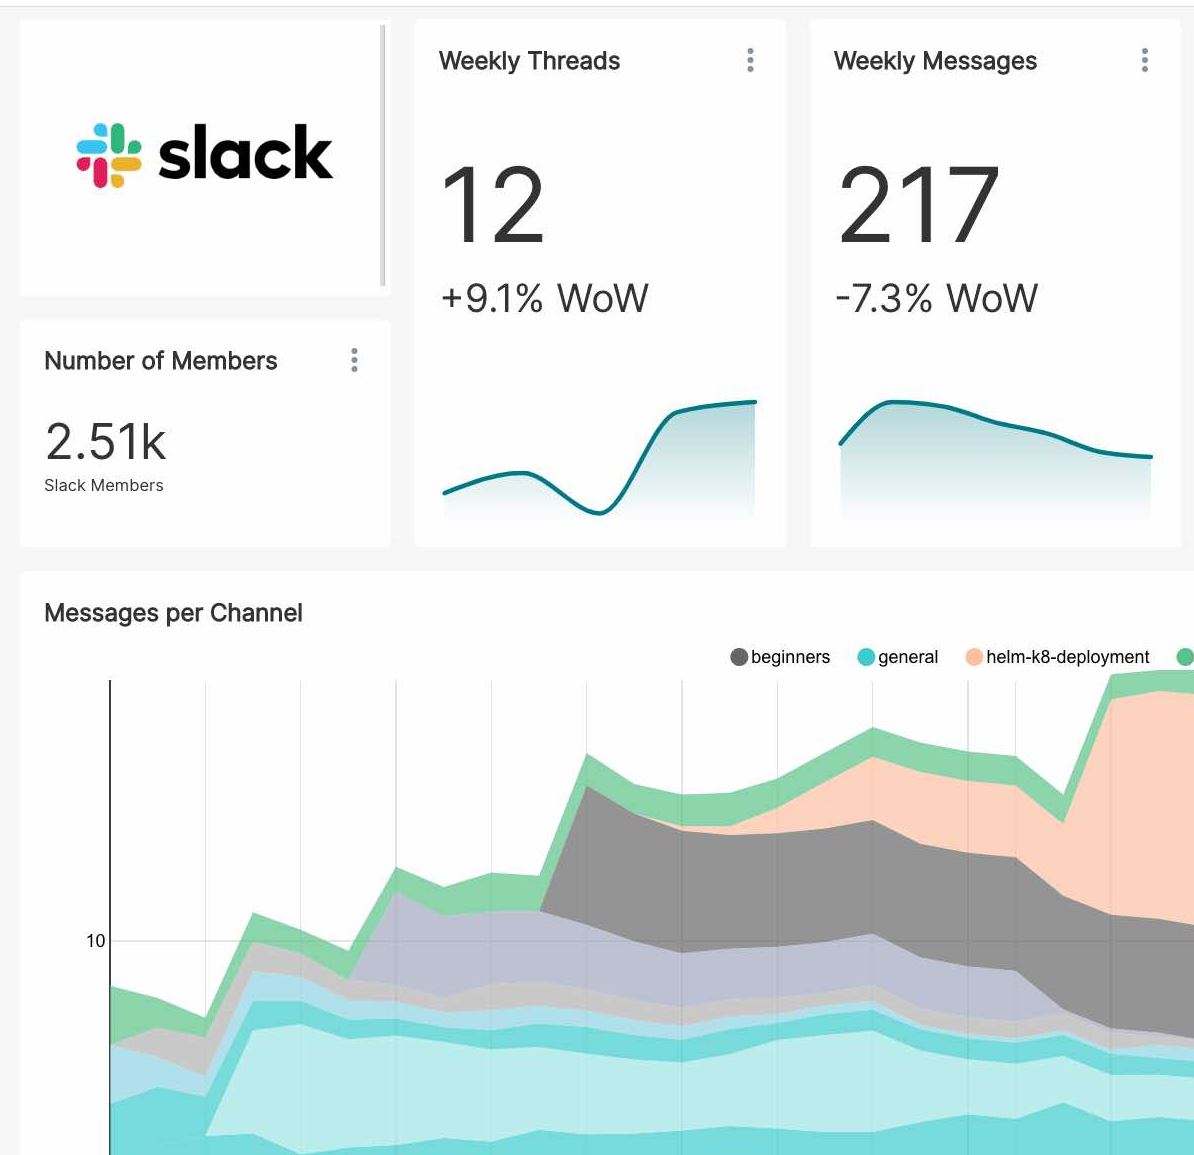 slack
Weekly Threads
12
+9.1% WoW
Weekly Messages
217
-7.3% WoW
Number of Members
2.51k
Slack Members
Messages per Channel
beginners general helm-k8-deployment
10